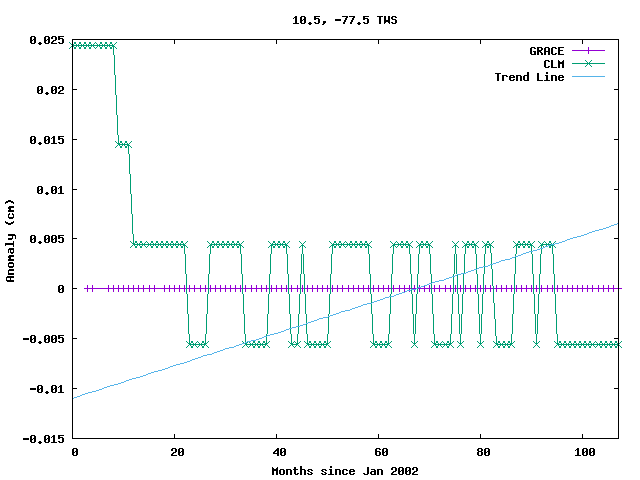 10.5, -77.5 TWS
0.025
GRACE
CLM
Trend Line
0.02
0.015
0.01
0.005
0
-0.005
-0.01
-0.015
Anomaly (cm)
0 20 40 60 80 100
Months since Jan 2002